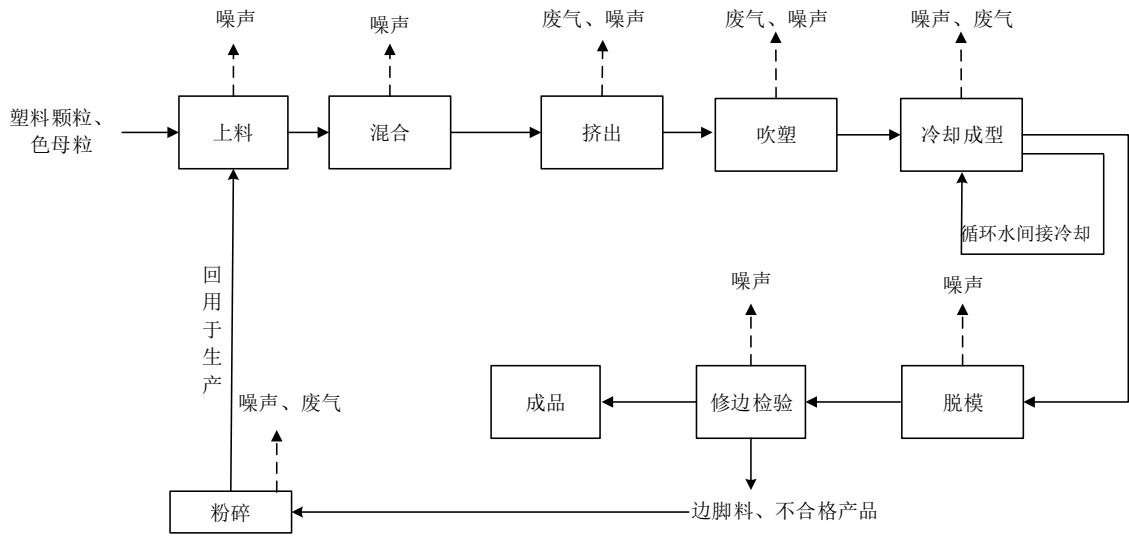 噪声
噪声
废气、噪声
废气、噪声
噪声、废气
塑料颗粒、
色母粒
上料
混合
挤出
吹塑
冷却成型
循环水间接冷却
回用于生产
噪声
噪声
成品
修边检验
脱模
噪声、废气
粉碎
边脚料、不合格产品